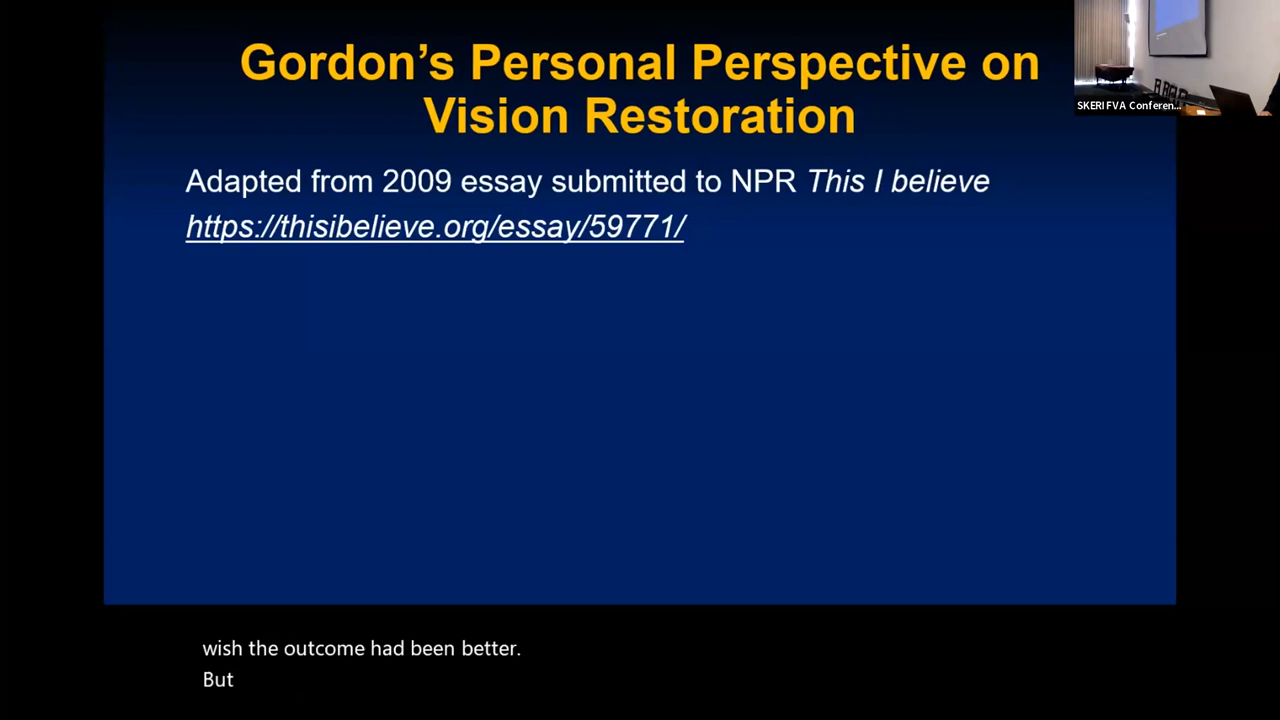 Gordon’s Personal Perspective on
Vision Restoration
Adapted from 2009 essay submitted to NPR This I believe
https://thisibelieve.org/essay/59771/
SKERI FVA Conferen...
wish the outcome had been better.
But